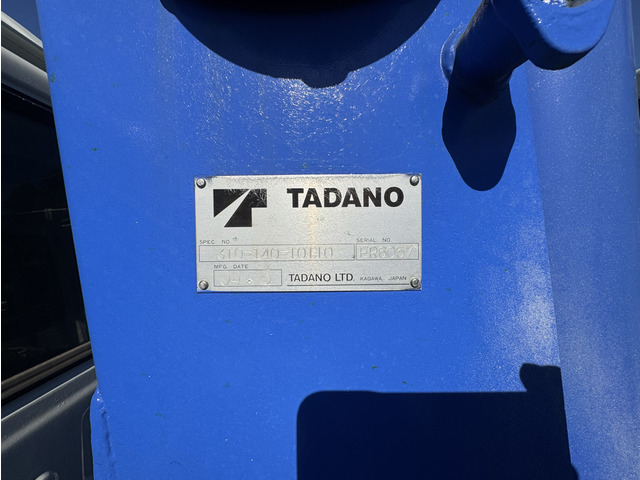 TADANO
SPEC. NO. SERIAL NO.
MFG. DATE
TADANO LTD. KAGAWA, JAPAN